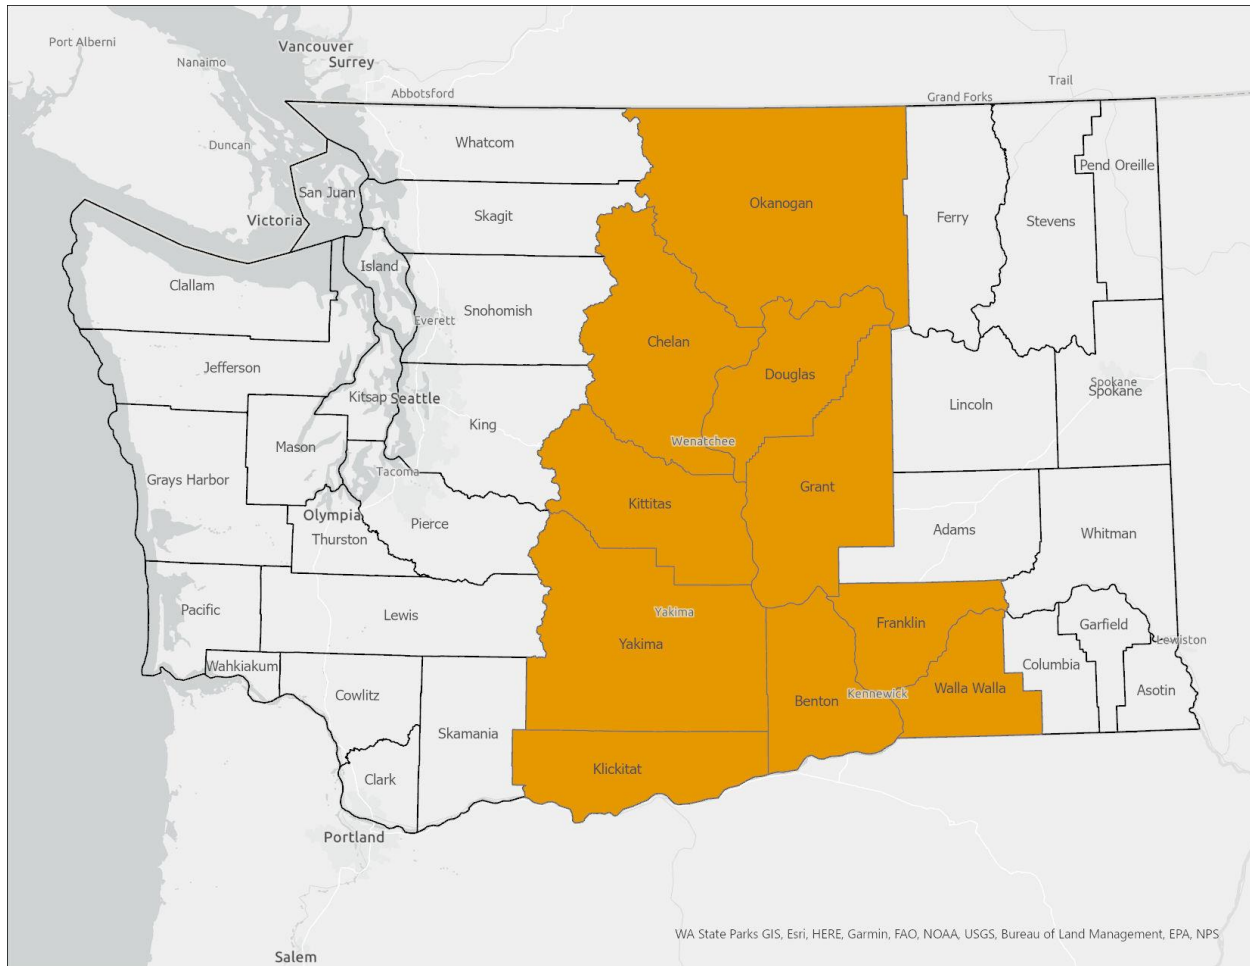 Port Alberni
Vancouver
Surrey
Nanaimo
Trail
Abbotsford
Grand Forks
Whatcom
Duncan
Pend Oreille
San Juan
Okanogan
Skagit
Victoria
Ferry
Stevens
Island
Clallam
Snohomish
Everett
Chelan
Jefferson
Douglas
Spokane
Spokane
Kitsap
Seattle
Lincoln
King
Wenatchee
Mason
Tacoma
Grays Harbor
Grant
Kittitas
Olympia
Pierce
Adams
Whitman
Thurston
Pacific
Yakima
Lewis
Franklin
Garfield
Lewiston
Yakima
Wahkiakum
Columbia
Cowlitz
Kennewick
Walla Walla
Asotin
Benton
Skamania
Klickitat
Clark
Portland
WA State Parks GIS, Esri, HERE, Garmin, FAO, NOAA, USGS, Bureau of Land Management, EPA, NPS
Salem